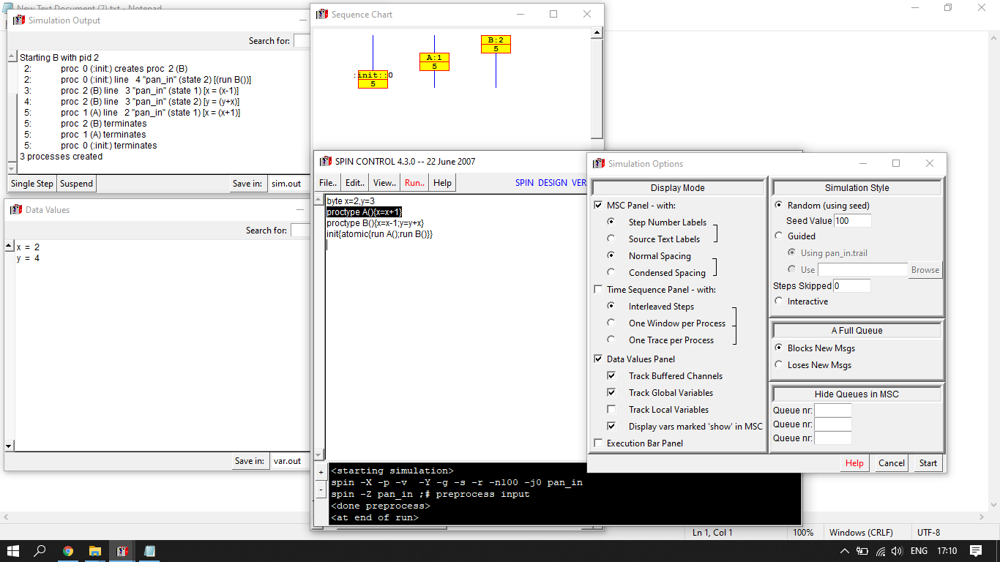 New Text Document (2).txt - Notepad
Simulation Output
Search for:
Starting B with pid 2
2: proc 0 (:init:) creates proc 2 (B)
2: proc 0 (:init:) line 4 "pan_in" (state 2) [(run B())]
3: proc 2 (B) line 3 "pan_in" (state 1) [x = (x-1)]
4: proc 2 (B) line 3 "pan_in" (state 2) [y = (y+x)]
5: proc 1 (A) line 2 "pan_in" (state 1) [x = (x+1)]
5: proc 2 (B) terminates
5: proc 1 (A) terminates
5: proc 0 (:init:) terminates
3 processes created
Single Step Suspend Save in: sim.out
Data Values
Search for:
x = 2
y = 4
Save in: var.out
Sequence Chart
B:2
5
A:1
5
:init::0
5
SPIN CONTROL 4.3.0 -- 22 June 2007
File.. Edit.. View.. Run.. Help SPIN DESIGN VER
byte x=2,y=3
proctype A(){x=x+1}
proctype B(){x=x-1;y=y+x}
init{atomic{run A();run B()}}
+
-
<starting simulation>
spin -X -p -v -Y -g -s -r -n100 -j0 pan_in
spin -Z pan_in ;# preprocess input
<done preprocess>
<at end of run>
Simulation Options
Display Mode
MSC Panel - with:
Step Number Labels
Source Text Labels
Normal Spacing
Condensed Spacing
Time Sequence Panel - with:
Interleaved Steps
One Window per Process
One Trace per Process
Data Values Panel
Track Buffered Channels
Track Global Variables
Track Local Variables
Display vars marked 'show' in MSC
Execution Bar Panel
Simulation Style
Random (using seed)
Seed Value 100
Guided
Using pan_in.trail
Use Browse
Steps Skipped 0
Interactive
A Full Queue
Blocks New Msgs
Loses New Msgs
Hide Queues in MSC
Queue nr:
Queue nr:
Queue nr:
Help Cancel Start
Ln 1, Col 1 100% Windows (CRLF) UTF-8
ENG 17:10